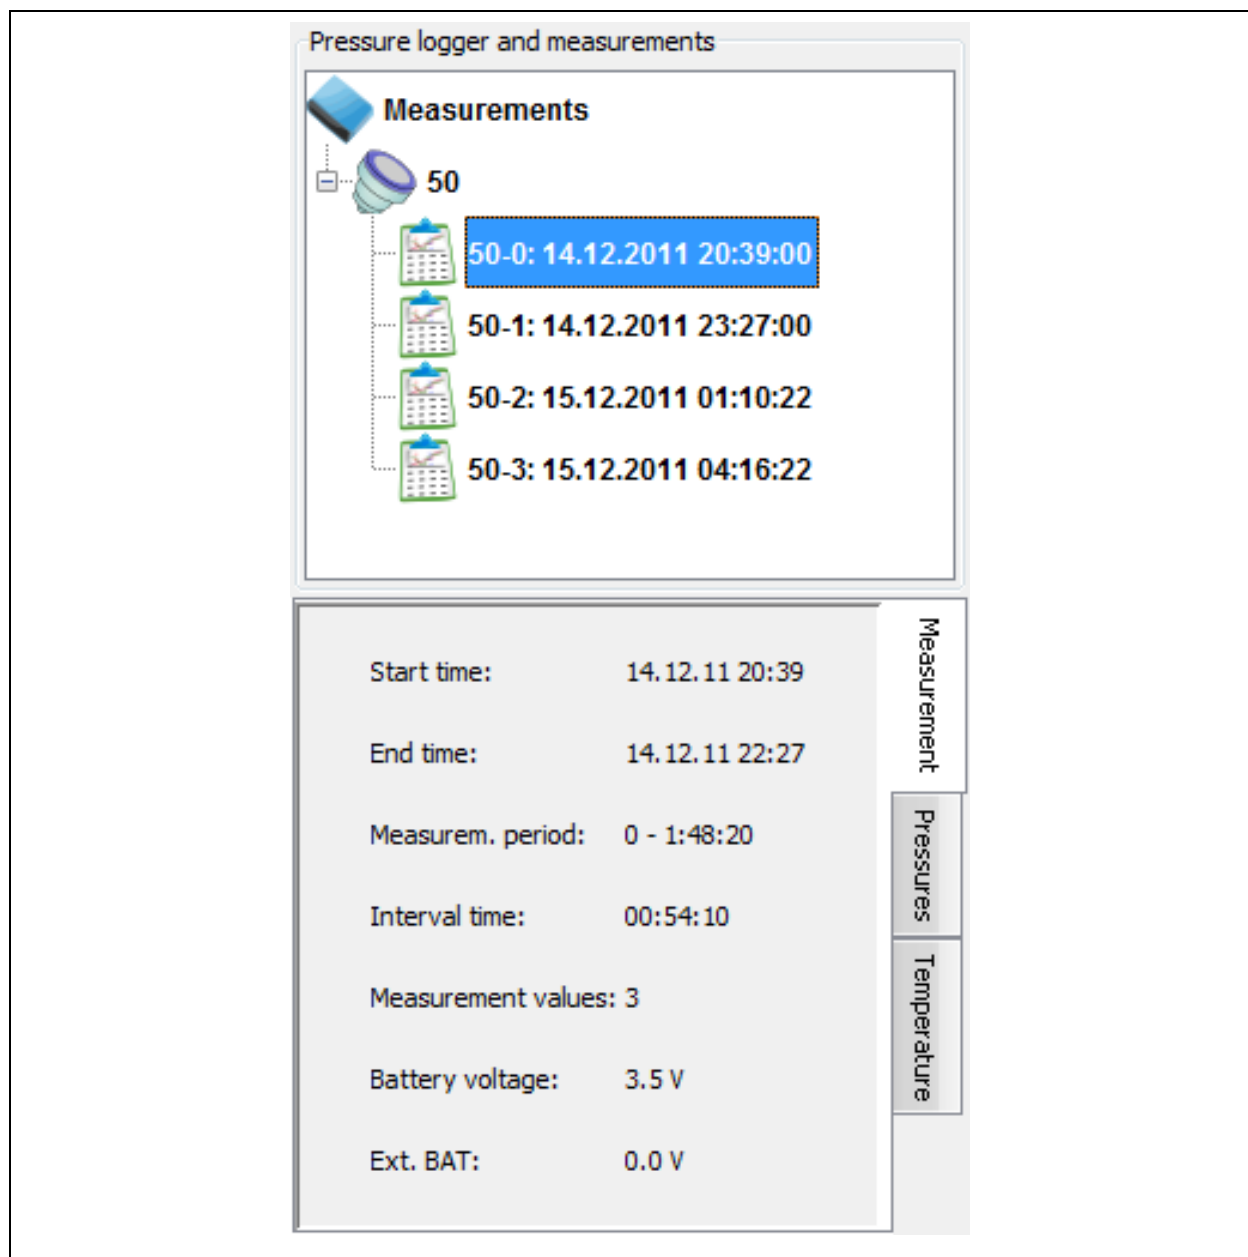 Pressure logger and measurements
Measurements
50
50-0: 14.12.2011 20:39:00
50-1: 14.12.2011 23:27:00
50-2: 15.12.2011 01:10:22
50-3: 15.12.2011 04:16:22
Start time: 14.12.11 20:39
End time: 14.12.11 22:27
Measurem. period: 0 - 1:48:20
Interval time: 00:54:10
Measurement values: 3
Battery voltage: 3.5 V
Ext. BAT: 0.0 V
Measurement
Pressures
Temperature